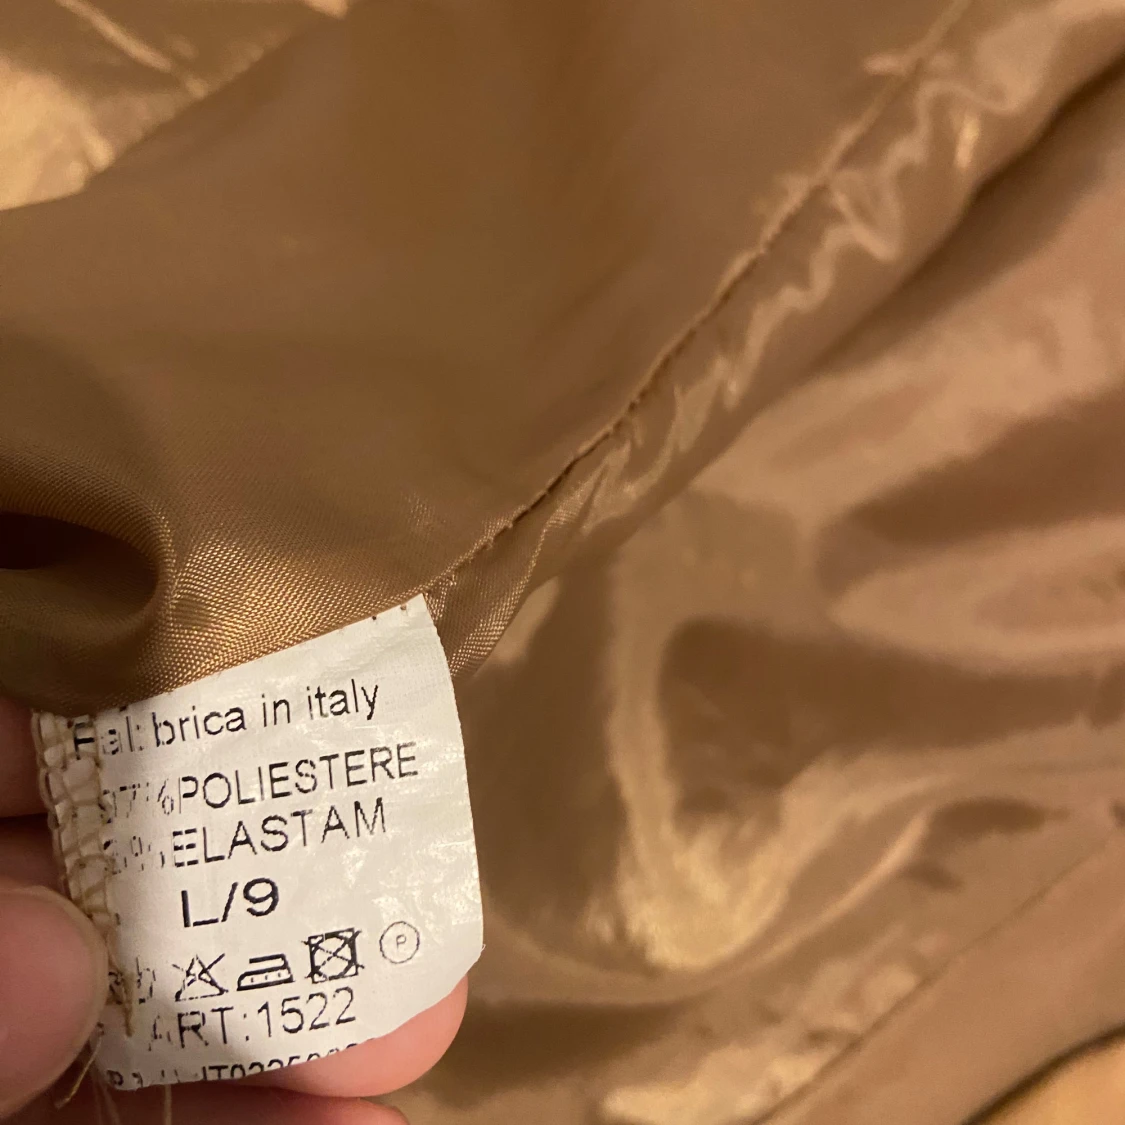 brica in italy
POLIESTERE
ELASTAM
L/9
P
ART:1522